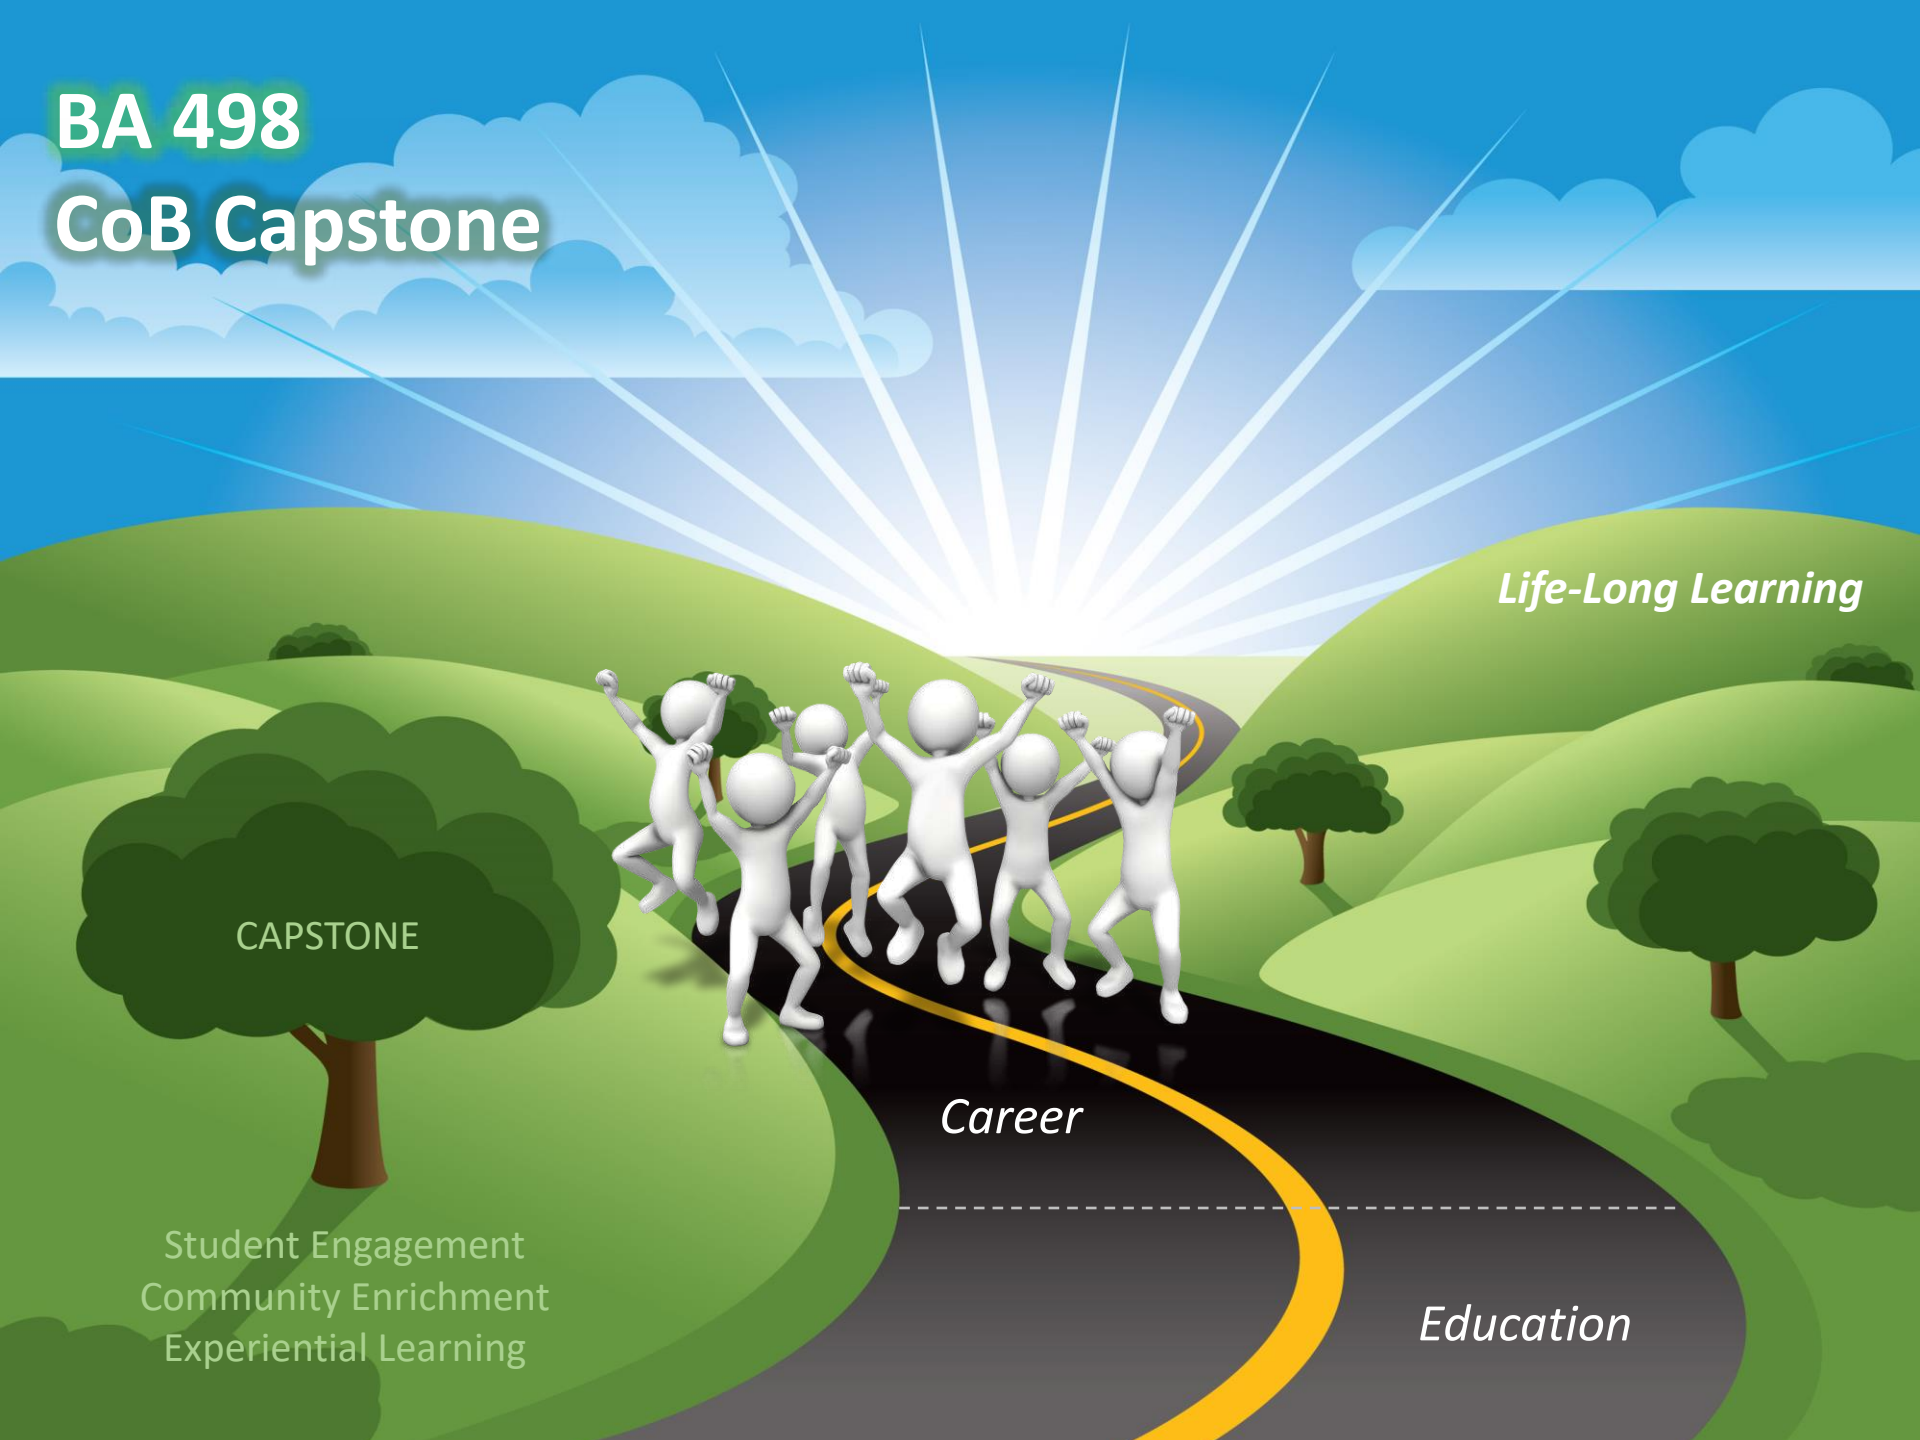 BA 498
CoB Capstone
Life-Long Learning
CAPSTONE
Career
Student Engagement
Community Enrichment
Experiential Learning
Education